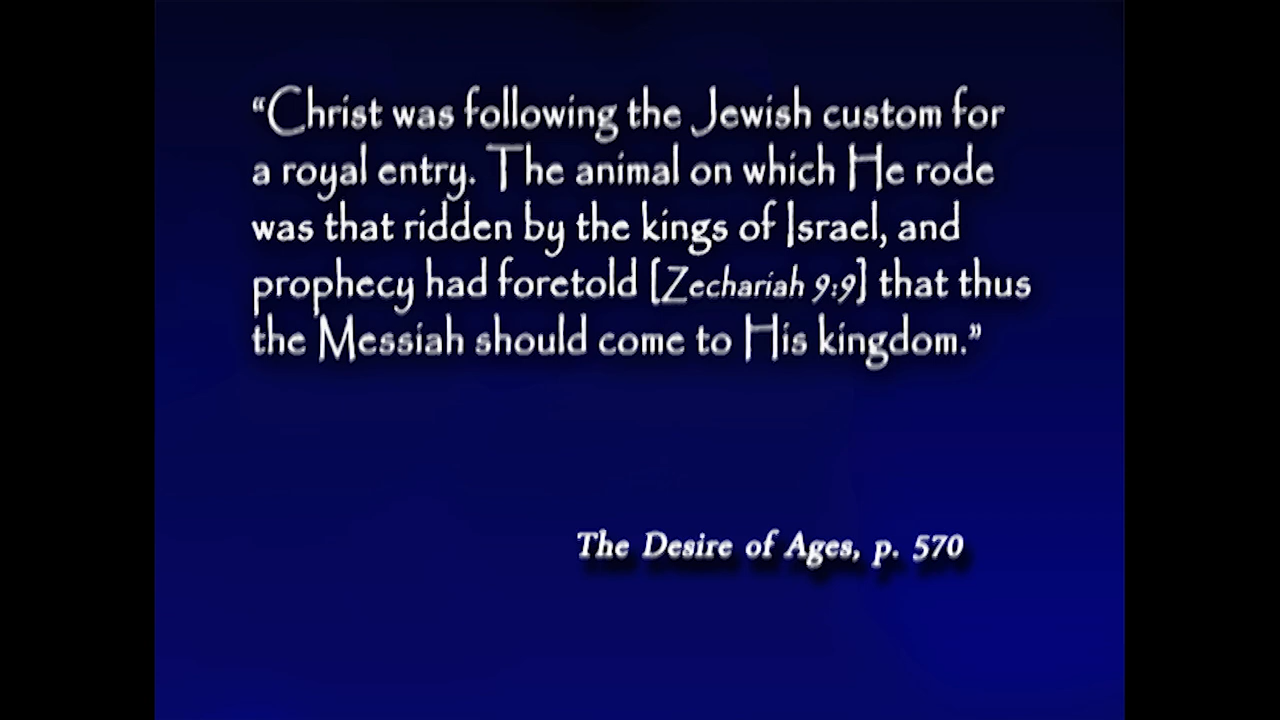 “Christ was following the Jewish custom for
a royal entry. The animal on which He rode
was that ridden by the kings of Israel, and
prophecy had foretold [Zechariah 9:9] that thus
the Messiah should come to His kingdom.”
The Desire of Ages, p. 570